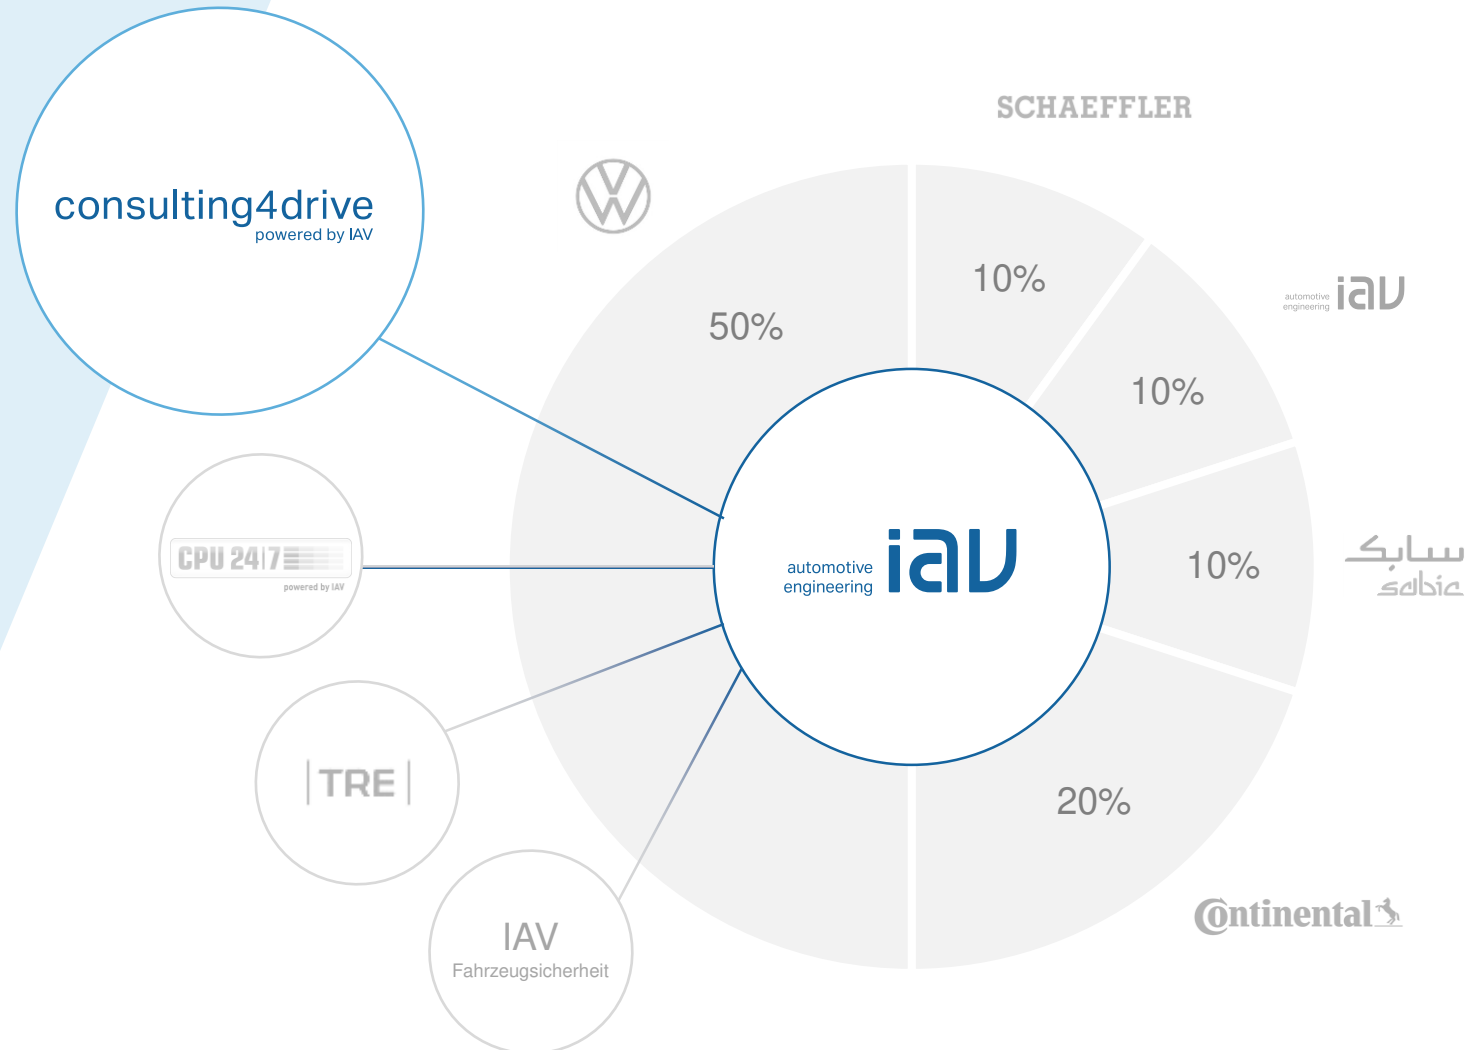 consulting4drive
powered by IAV
SCHAEFFLER
VW
automotive
engineering
iav
50%
10%
10%
10%
20%
automotive
engineering
iav
CPU 24|7
powered by IAV
سابك
sabic
|TRE|
Continental
IAV
Fahrzeugsicherheit